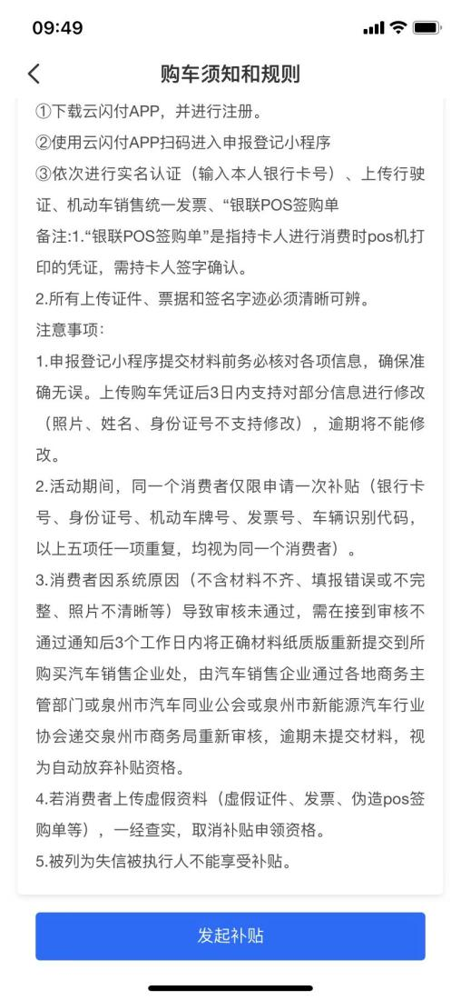 09:49
购车须知和规则
①下载云闪付APP，并进行注册。
②使用云闪付APP扫码进入申报登记小程序
③依次进行实名认证（输入本人银行卡号）、上传行驶
证、机动车销售统一发票、“银联POS签购单
备注:1.“银联POS签购单”是指持卡人进行消费时pos机打
印的凭证，需持卡人签字确认。
2.所有上传证件、票据和签名字迹必须清晰可辨。
注意事项：
1.申报登记小程序提交材料前务必核对各项信息，确保准
确无误。上传购车凭证后3日内支持对部分信息进行修改
（照片、姓名、身份证号不支持修改），逾期将不能修
改。
2.活动期间，同一个消费者仅限申请一次补贴（银行卡
号、身份证号、机动车牌号、发票号、车辆识别代码，
以上五项任一项重复，均视为同一个消费者）。
3.消费者因系统原因（不含材料不齐、填报错误或不完
整、照片不清晰等）导致审核未通过，需在接到审核不
通过通知后3个工作日内将正确材料纸质版重新提交到所
购买汽车销售企业处，由汽车销售企业通过各地商务主
管部门或泉州市汽车同业公会或泉州市新能源汽车行业
协会递交泉州市商务局重新审核，逾期未提交材料，视
为自动放弃补贴资格。
4.若消费者上传虚假资料（虚假证件、发票、伪造pos签
购单等），一经查实，取消补贴申领资格。
5.被列为失信被执行人不能享受补贴。
发起补贴